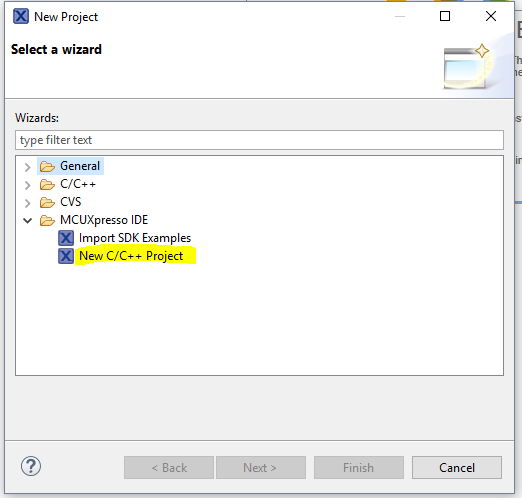 New Project
Select a wizard
Wizards:
type filter text
General
C/C++
CVS
MCUXpresso IDE
Import SDK Examples
New C/C++ Project
?
< Back
Next >
Finish
Cancel